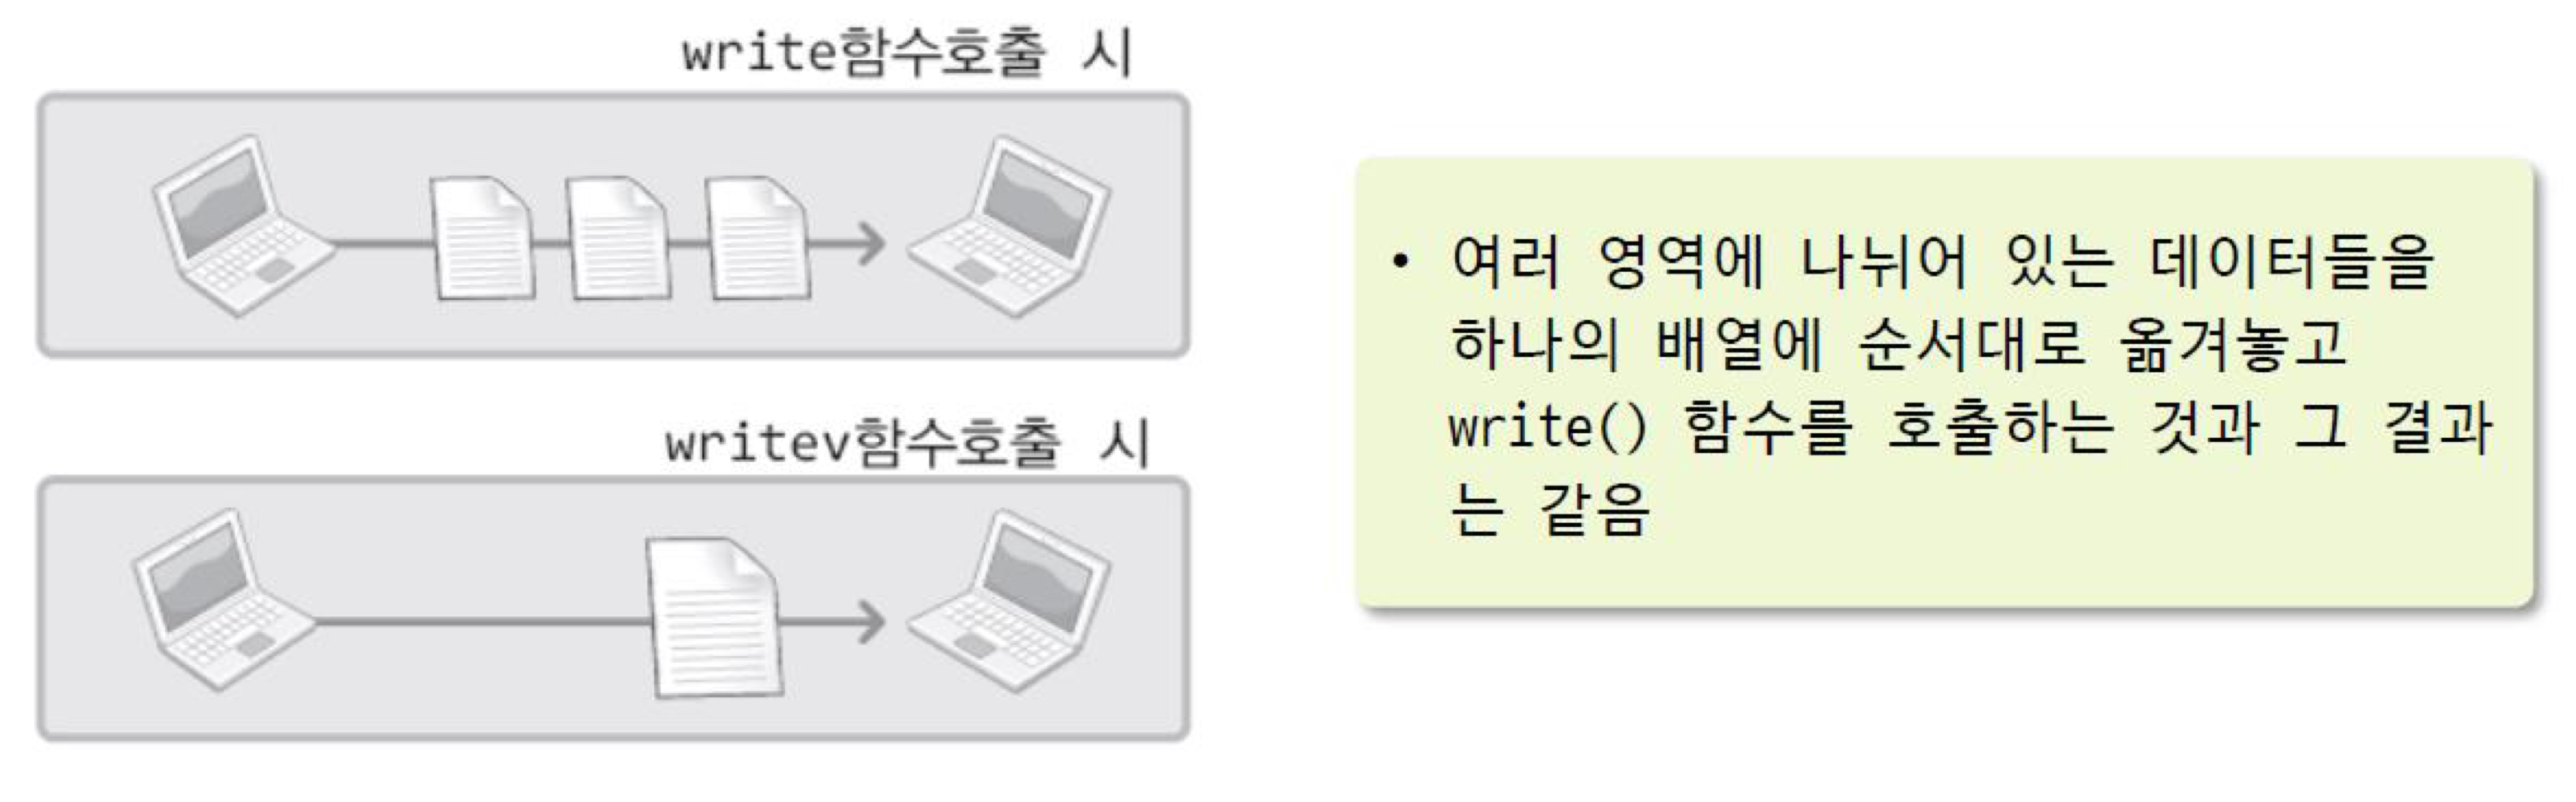 write함수호출 시
writev함수호출 시
• 여러 영역에 나뉘어 있는 데이터들을
하나의 배열에 순서대로 옮겨놓고
write() 함수를 호출하는 것과 그 결과
는 같음